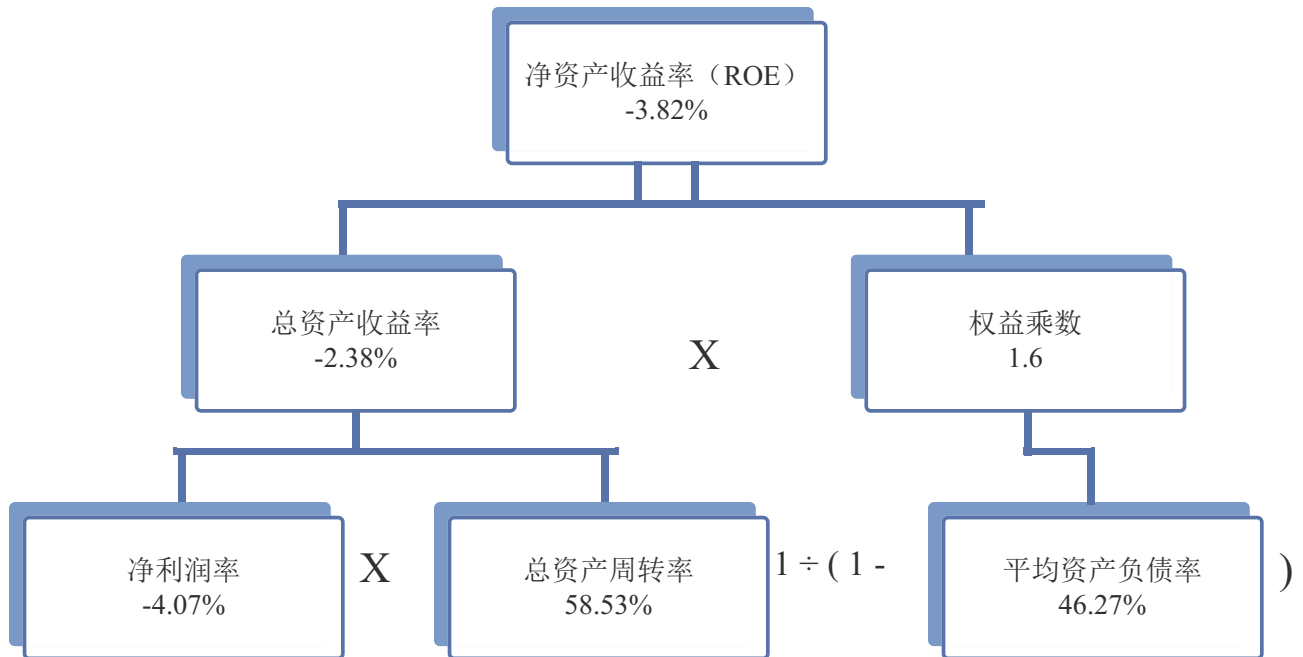 净资产收益率（ROE）
-3.82%
总资产收益率
-2.38%
X
权益乘数
1.6
净利润率
-4.07%
X
总资产周转率
58.53%
1 ÷ ( 1 -
平均资产负债率
46.27%
)